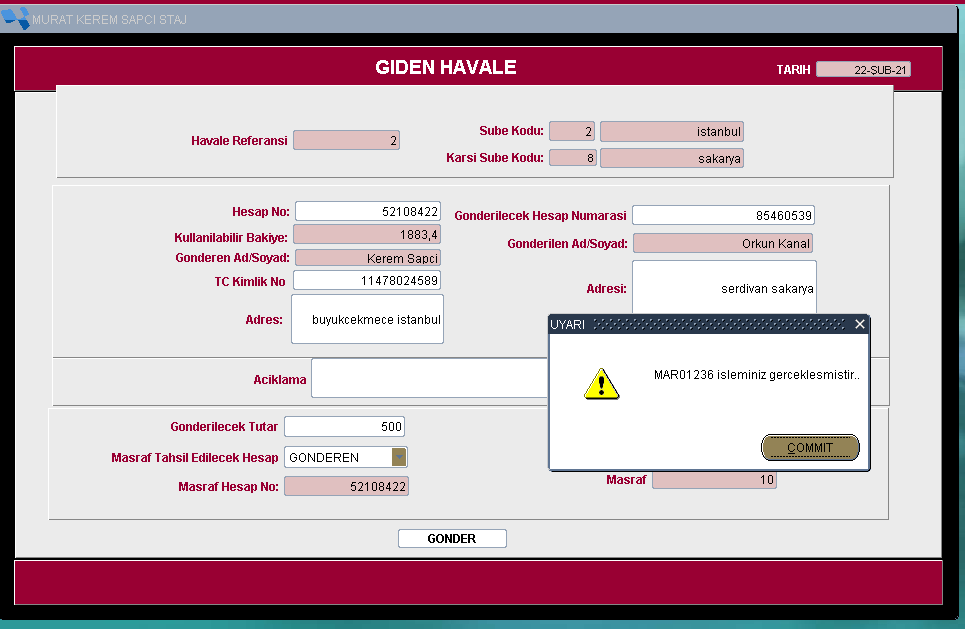 MURAT KEREM SAPCI STAJ
GIDEN HAVALE
TARIH 22-SUB-21
Havale Referansi 2
Sube Kodu: 2 istanbul
Karsi Sube Kodu: 8 sakarya
Hesap No: 52108422
Kullanilabilir Bakiye: 1883,4
Gonderen Ad/Soyad: Kerem Sapci
TC Kimlik No 11478024589
Adres: buyukcekmece istanbul
Gonderilecek Hesap Numarasi 85460539
Gonderilen Ad/Soyad: Orkun Kanal
Adresi: serdivan sakarya
Aciklama
UYARI
MAR01236 isleminiz gerceklesmistir..
COMMIT
Gonderilecek Tutar 500
Masraf Tahsil Edilecek Hesap GONDEREN
Masraf Hesap No: 52108422
Masraf 10
GONDER